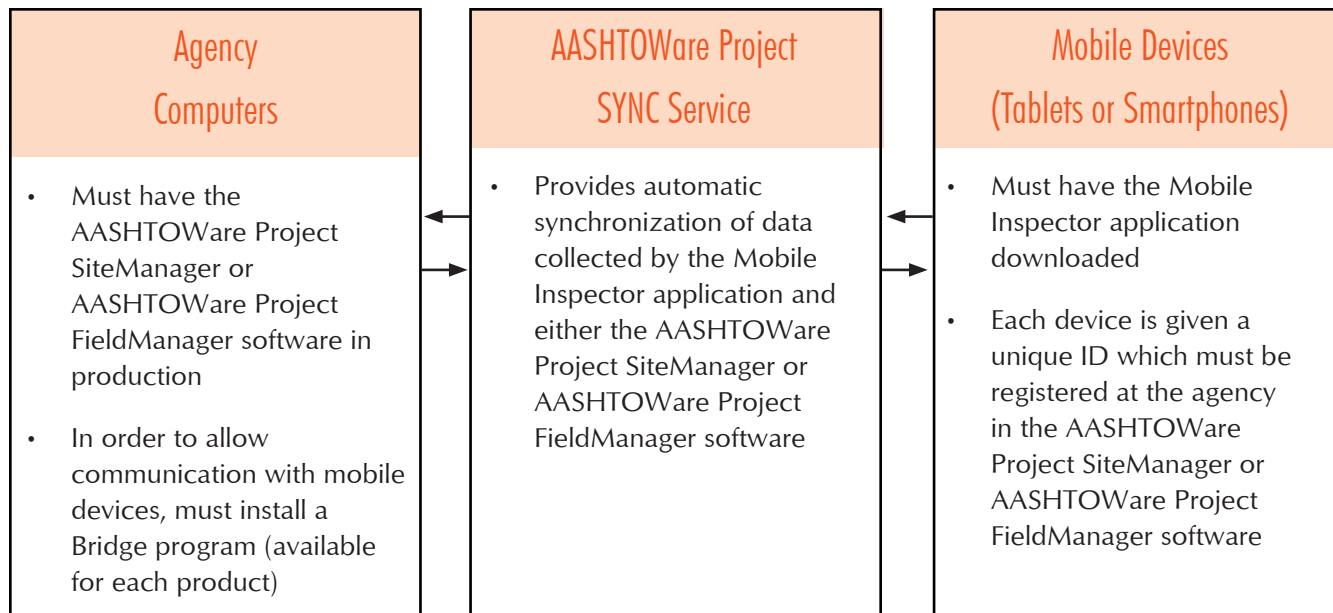 Agency
Computers
• Must have the
AASHTOWare Project
SiteManager or
AASHTOWare Project
FieldManager software in
production
• In order to allow
communication with mobile
devices, must install a
Bridge program (available
for each product)
AASHTOWare Project
SYNC Service
• Provides automatic
synchronization of data
collected by the Mobile
Inspector application and
either the AASHTOWare
Project SiteManager or
AASHTOWare Project
FieldManager software
Mobile Devices
(Tablets or Smartphones)
• Must have the Mobile
Inspector application
downloaded
• Each device is given a
unique ID which must be
registered at the agency
in the AASHTOWare
Project SiteManager or
AASHTOWare Project
FieldManager software